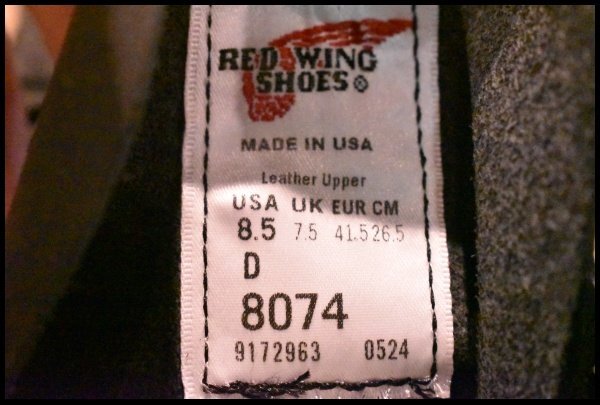 RED WING
SHOES®
MADE IN USA
Leather Upper
USA UK EUR CM
8.5 7.5 41.5 26.5
D
8074
9172963 0524